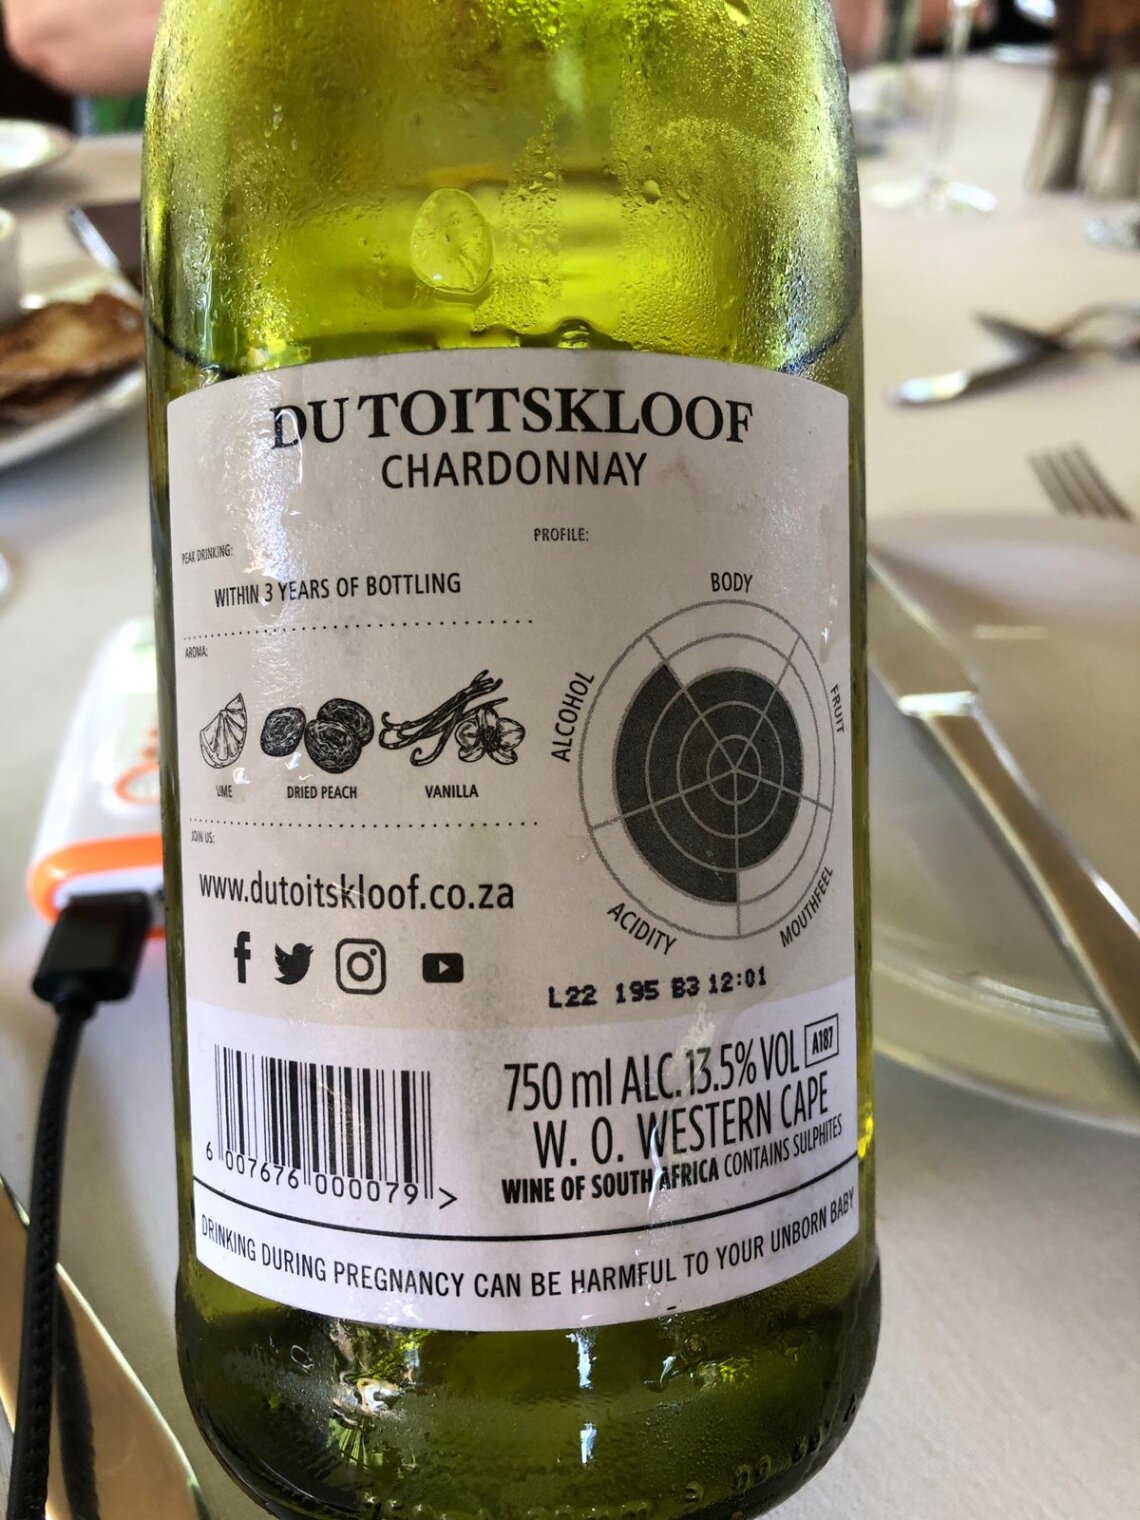 DU TOITSKLOOF
CHARDONNAY
PEAK DRINKING:
WITHIN 3 YEARS OF BOTTLING
AROMA:
LIME
DRIED PEACH
VANILLA
JOIN US:
www.dutoitskloof.co.za
PROFILE:
BODY
FRUIT
MOUTHFEEL
ACIDITY
ALCOHOL
L22 195 B3 12:01
750 ml ALC. 13.5% VOL A187
W. O. WESTERN CAPE
WINE OF SOUTH AFRICA CONTAINS SULPHITES
6 007676 000079 >
DRINKING DURING PREGNANCY CAN BE HARMFUL TO YOUR UNBORN BABY